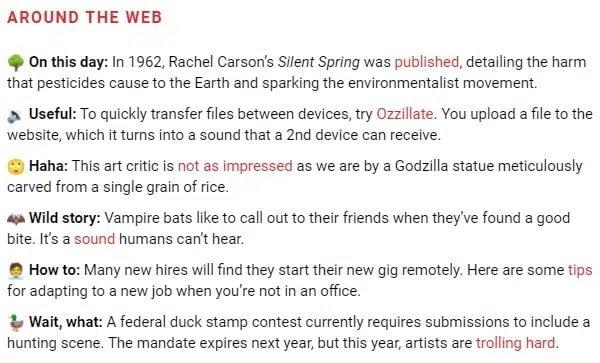 AROUND THE WEB
🌳 On this day: In 1962, Rachel Carson's Silent Spring was published, detailing the harm
that pesticides cause to the Earth and sparking the environmentalist movement.
🔊 Useful: To quickly transfer files between devices, try Ozzillate. You upload a file to the
website, which it turns into a sound that a 2nd device can receive.
🙄 Haha: This art critic is not as impressed as we are by a Godzilla statue meticulously
carved from a single grain of rice.
🦇 Wild story: Vampire bats like to call out to their friends when they've found a good
bite. It's a sound humans can't hear.
🧑‍💼 How to: Many new hires will find they start their new gig remotely. Here are some tips
for adapting to a new job when you're not in an office.
🦆 Wait, what: A federal duck stamp contest currently requires submissions to include a
hunting scene. The mandate expires next year, but this year, artists are trolling hard.